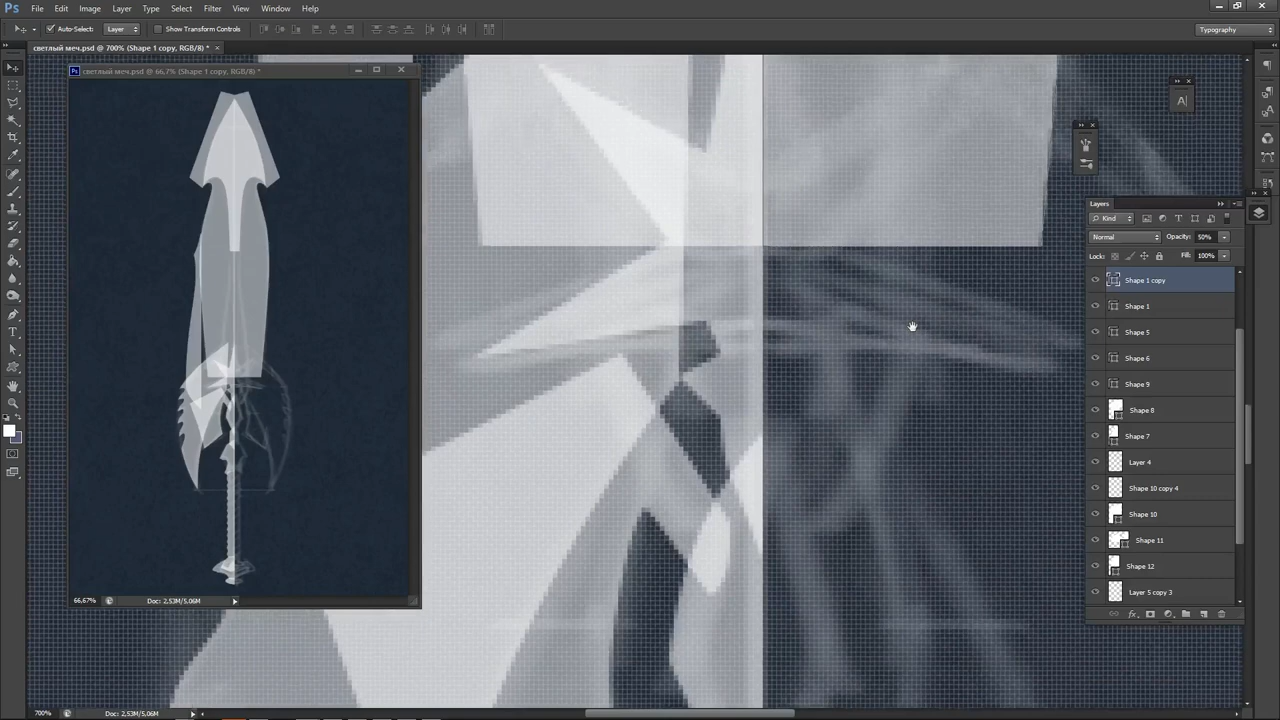 Ps File Edit Image Layer Type Select Filter View Window Help
Auto-Select: Layer Show Transform Controls Typography
светлый меч.psd @ 700% (Shape 1 copy, RGB/8) * ×
Ps светлый меч.psd @ 66,7% (Shape 1 copy, RGB/8) *
A|
Layers
Kind
Normal Opacity: 50%
Lock: Fill: 100%
Shape 1 copy
Shape 1
Shape 5
Shape 6
Shape 9
Shape 8
Shape 7
Layer 4
Shape 10 copy 4
Shape 10
Shape 11
Shape 12
Layer 5 copy 3
66,67% Doc: 2,53M/5,06M
fx
700% Doc: 2,53M/5,06M